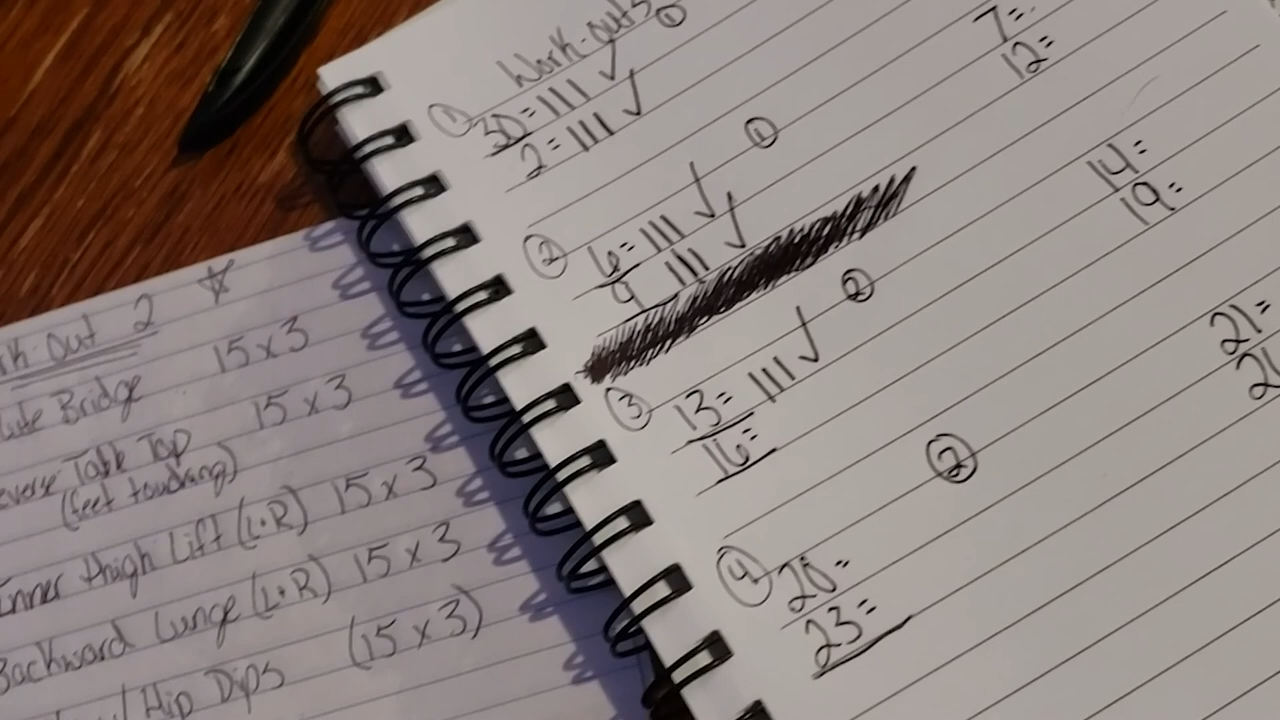 out 2
Bridge 15 x 3
Table Top 15 x 3
(feet touching)
Inner thigh Lift (L+R) 15 x 3
Backward Lunge (L+R) 15 x 3
Hip Dips (15 x 3)
Work-outs
① 30= III ✓ ①
2= III ✓
② 6= III ✓ ①
9 III ✓
③ 13= III ✓ ②
16=
④ 20= ②
23=
7=
12=
14=
19=
21=